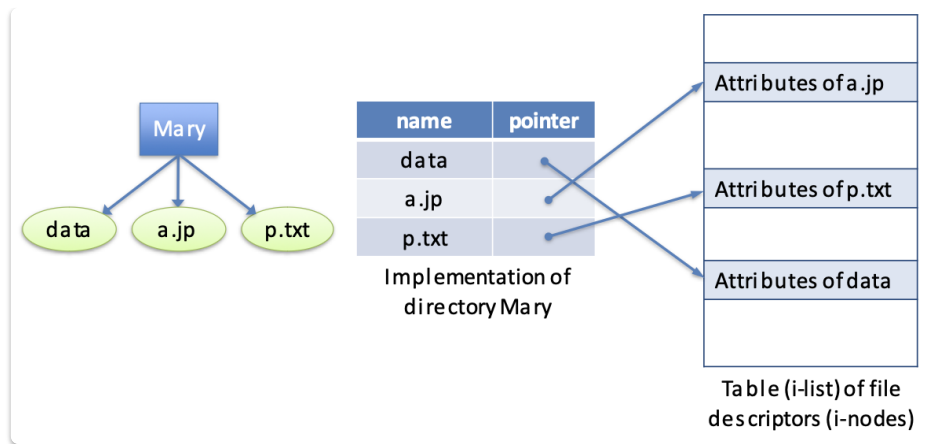 Mary
data
a.jp
p.txt
name pointer
data
a.jp
p.txt
Implementation of
directory Mary
Attributes of a.jp
Attributes of p.txt
Attributes of data
Table (i-list) of file
descriptors (i-nodes)